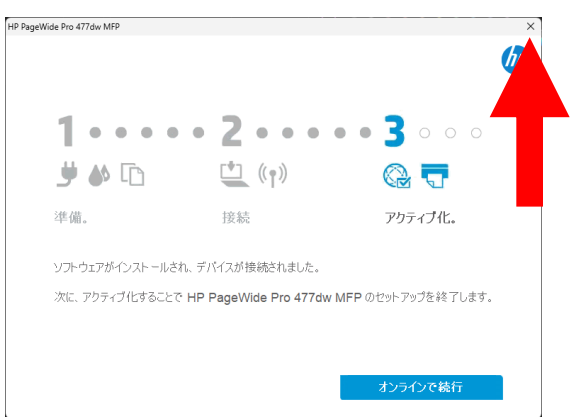 HP PageWide Pro 477dw MFP
hp
1 2 3
準備。 接続 アクティブ化。
ソフトウェアがインストールされ、デバイスが接続されました。
次に、アクティブ化することで HP PageWide Pro 477dw MFP のセットアップを終了します。
オンラインで続行